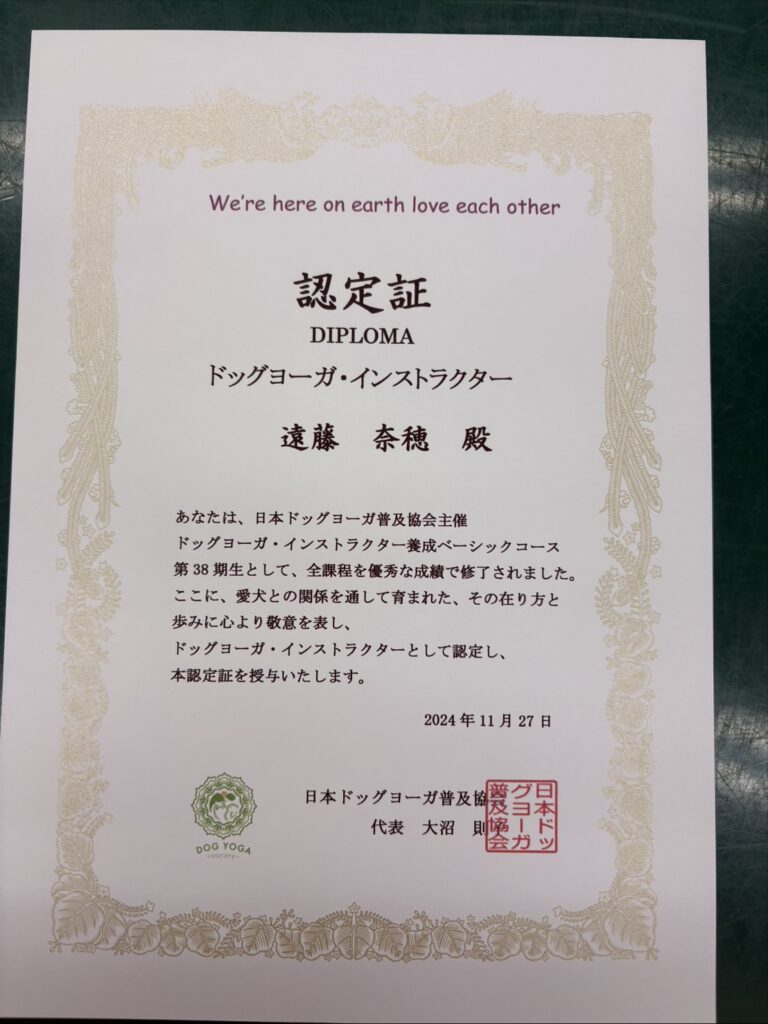 We're here on earth love each other
認定証
DIPLOMA
ドッグヨーガ・インストラクター
遠藤　奈穂　殿
あなたは、日本ドッグヨーガ普及協会主催
ドッグヨーガ・インストラクター養成ベーシックコース
第 38 期生として、全課程を優秀な成績で修了されました。
ここに、愛犬との関係を通して育まれた、その在り方と
歩みに心より敬意を表し、
ドッグヨーガ・インストラクターとして認定し、
本認定証を授与いたします。
2024 年 11 月 27 日
日本ドッグヨーガ普及協会
代表　大沼　則
日本ドッ
グヨーガ
普及協会
DOG YOGA
~society~